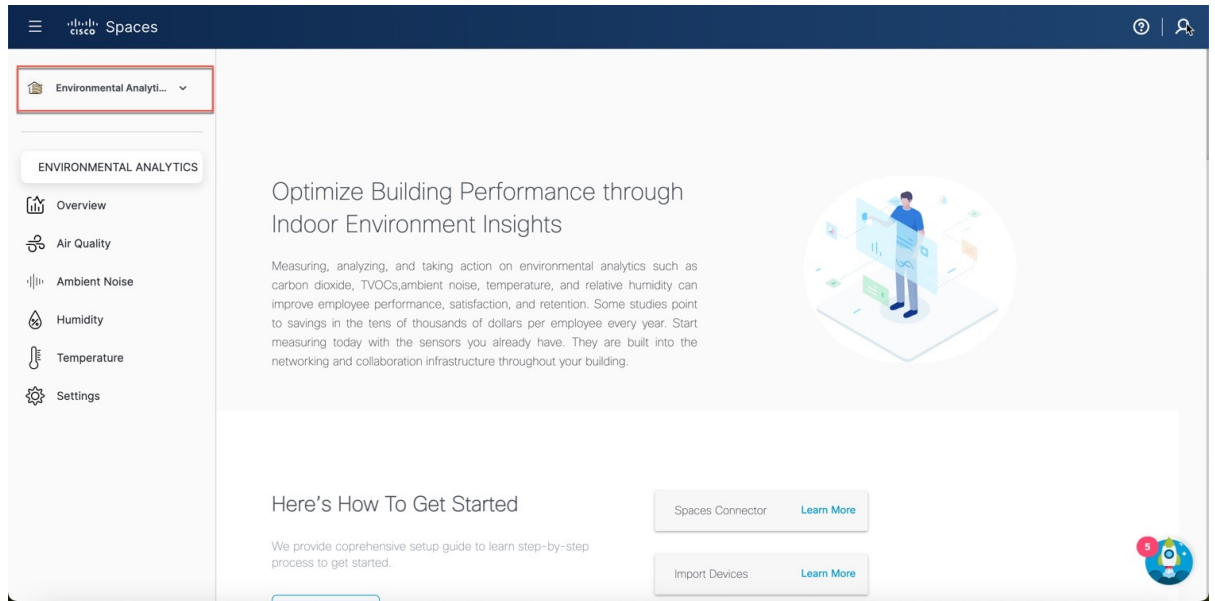 cisco Spaces
Environmental Analyti...
ENVIRONMENTAL ANALYTICS
Overview
Air Quality
Ambient Noise
Humidity
Temperature
Settings
Optimize Building Performance through
Indoor Environment Insights
Measuring, analyzing, and taking action on environmental analytics such as
carbon dioxide, TVOCs,ambient noise, temperature, and relative humidity can
improve employee performance, satisfaction, and retention. Some studies point
to savings in the tens of thousands of dollars per employee every year. Start
measuring today with the sensors you already have. They are built into the
networking and collaboration infrastructure throughout your building.
Here's How To Get Started
We provide coprehensive setup guide to learn step-by-step
process to get started.
Spaces Connector Learn More
Import Devices Learn More
5